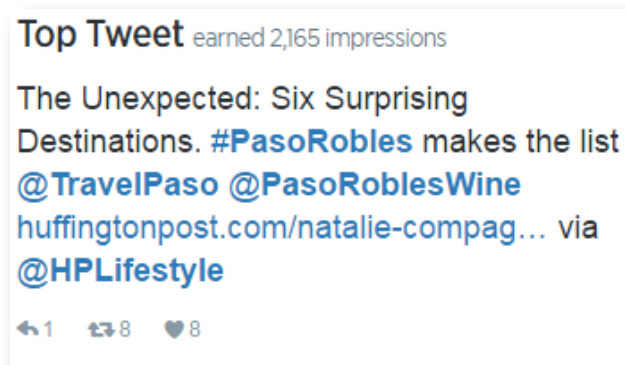 Top Tweet earned 2,165 impressions
The Unexpected: Six Surprising
Destinations. #PasoRobles makes the list
@TravelPaso @PasoRoblesWine
huffingtonpost.com/natalie-compag... via
@HPLifestyle
1 8 8